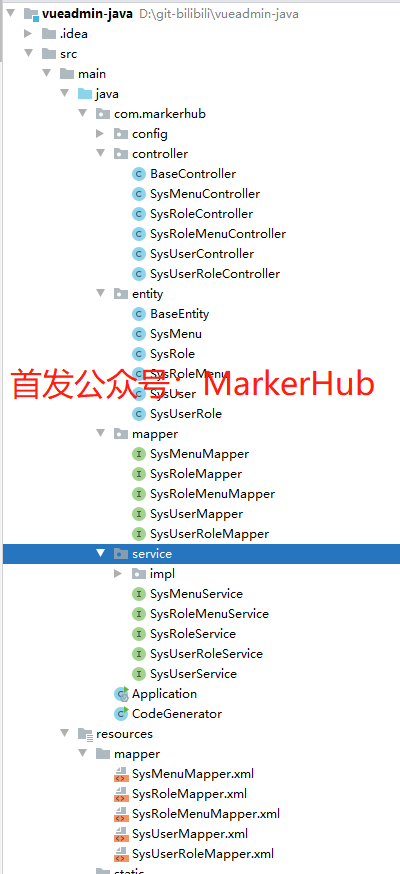 vueadmin-java D:\git-bilibili\vueadmin-java
.idea
src
main
java
com.markerhub
config
controller
BaseController
SysMenuController
SysRoleController
SysRoleMenuController
SysUserController
SysUserRoleController
entity
BaseEntity
SysMenu
SysRole
SysRoleMenu
首发公众号：MarkerHub
SysUser
SysUserRole
mapper
SysMenuMapper
SysRoleMapper
SysRoleMenuMapper
SysUserMapper
SysUserRoleMapper
service
impl
SysMenuService
SysRoleMenuService
SysRoleService
SysUserRoleService
SysUserService
Application
CodeGenerator
resources
mapper
SysMenuMapper.xml
SysRoleMapper.xml
SysRoleMenuMapper.xml
SysUserMapper.xml
SysUserRoleMapper.xml
static